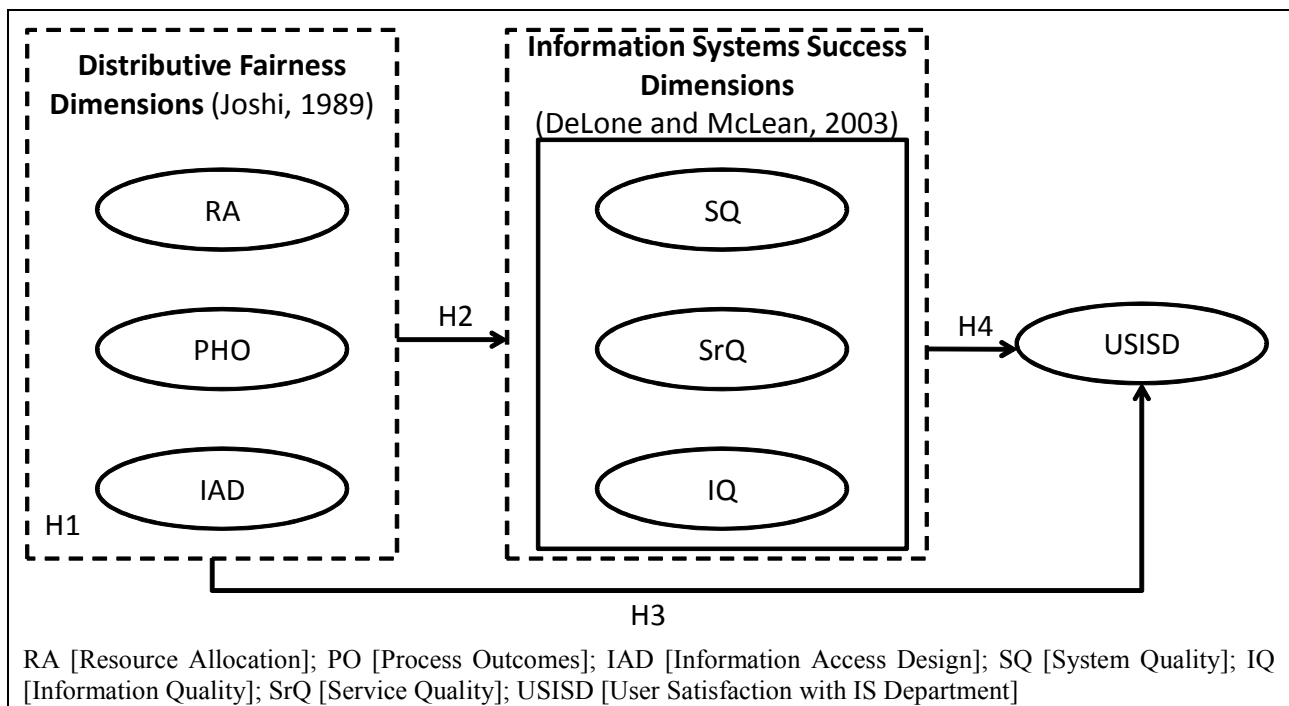 Distributive Fairness
Dimensions (Joshi, 1989)
RA
PHO
IAD
H1
H2
Information Systems Success
Dimensions
(DeLone and McLean, 2003)
SQ
SrQ
IQ
H4
USISD
H3
RA [Resource Allocation]; PO [Process Outcomes]; IAD [Information Access Design]; SQ [System Quality]; IQ
[Information Quality]; SrQ [Service Quality]; USISD [User Satisfaction with IS Department]